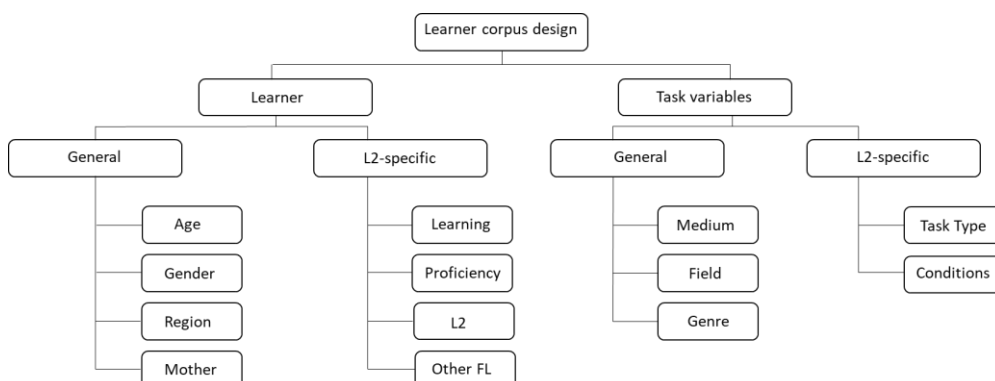 Learner corpus design
Learner
Task variables
General
L2-specific
General
L2-specific
Age
Learning
Medium
Task Type
Gender
Proficiency
Field
Conditions
Region
L2
Genre
Mother
Other FL